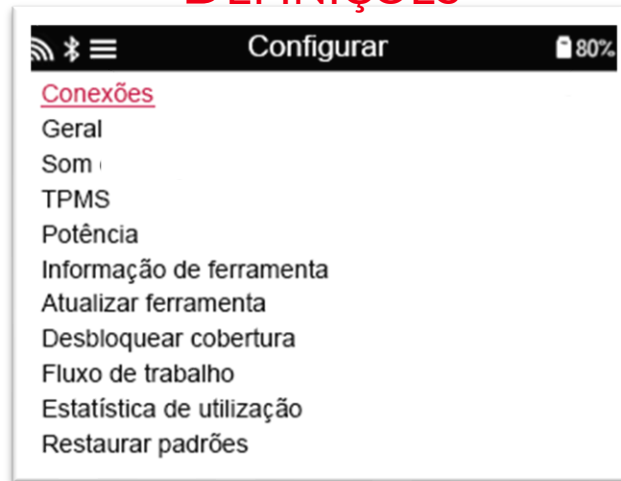 DEFINIÇÕES
Configurar
80%
Conexões
Geral
Som
TPMS
Potência
Informação de ferramenta
Atualizar ferramenta
Desbloquear cobertura
Fluxo de trabalho
Estatística de utilização
Restaurar padrões